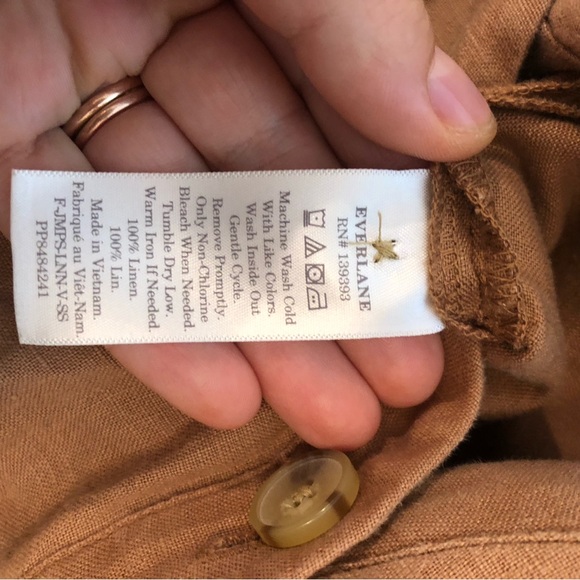 EVERLANE
RN# 139393
Machine Wash Cold
With Like Colors.
Wash Inside Out
Gentle Cycle.
Remove Promptly.
Only Non-Chlorine
Bleach When Needed.
Tumble Dry Low.
Warm Iron If Needed.
100% Linen.
100% Lin.
Made in Vietnam.
Fabriqué au Viêt-Nam.
F-JMPS-LNN-V-SS
PP8484241